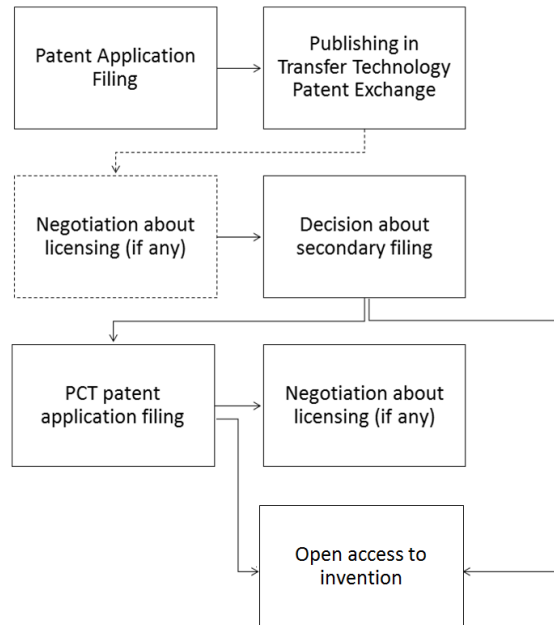 Patent Application
Filing
Publishing in
Transfer Technology
Patent Exchange
Negotiation about
licensing (if any)
Decision about
secondary filing
PCT patent
application filing
Negotiation about
licensing (if any)
Open access to
invention